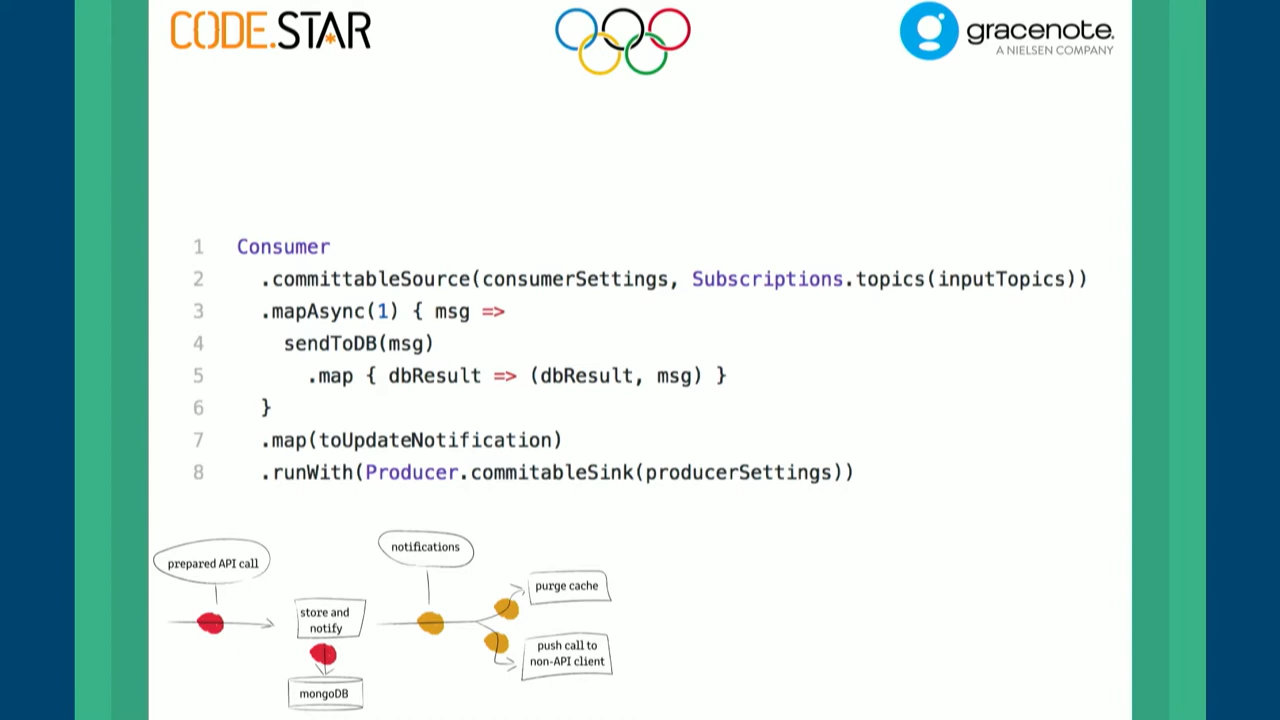 CODE.STAR
gracenote.
A NIELSEN COMPANY
1 Consumer
2 .committableSource(consumerSettings, Subscriptions.topics(inputTopics))
3 .mapAsync(1) { msg =>
4 sendToDB(msg)
5 .map { dbResult => (dbResult, msg) }
6 }
7 .map(toUpdateNotification)
8 .runWith(Producer.commitableSink(producerSettings))
prepared API call
notifications
store and
notify
mongoDB
purge cache
push call to
non-API client